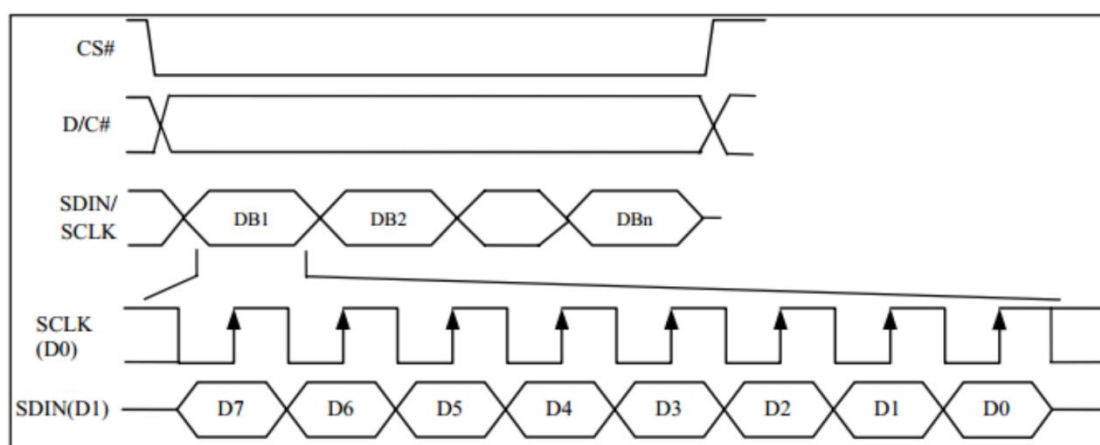 CS#
D/C#
SDIN/
SCLK
DB1 DB2 DBn
SCLK
(D0)
SDIN(D1) D7 D6 D5 D4 D3 D2 D1 D0